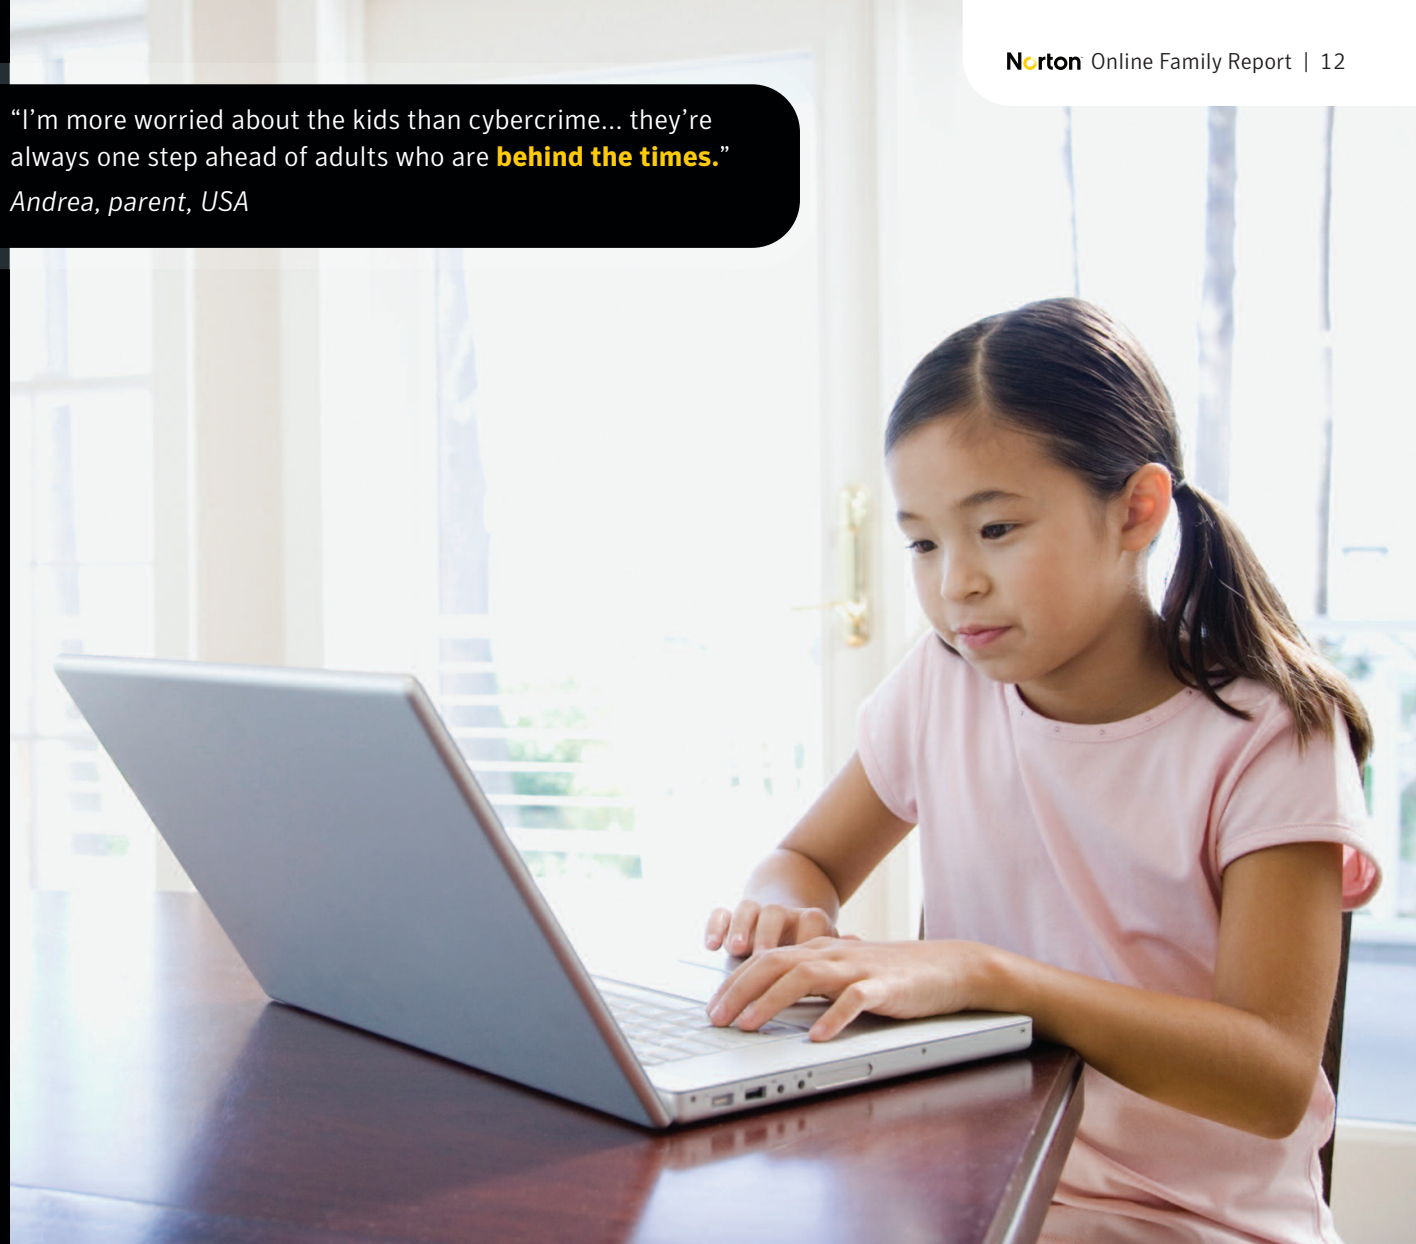 Norton Online Family Report | 12
“I’m more worried about the kids than cybercrime... they’re
always one step ahead of adults who are behind the times.”
Andrea, parent, USA